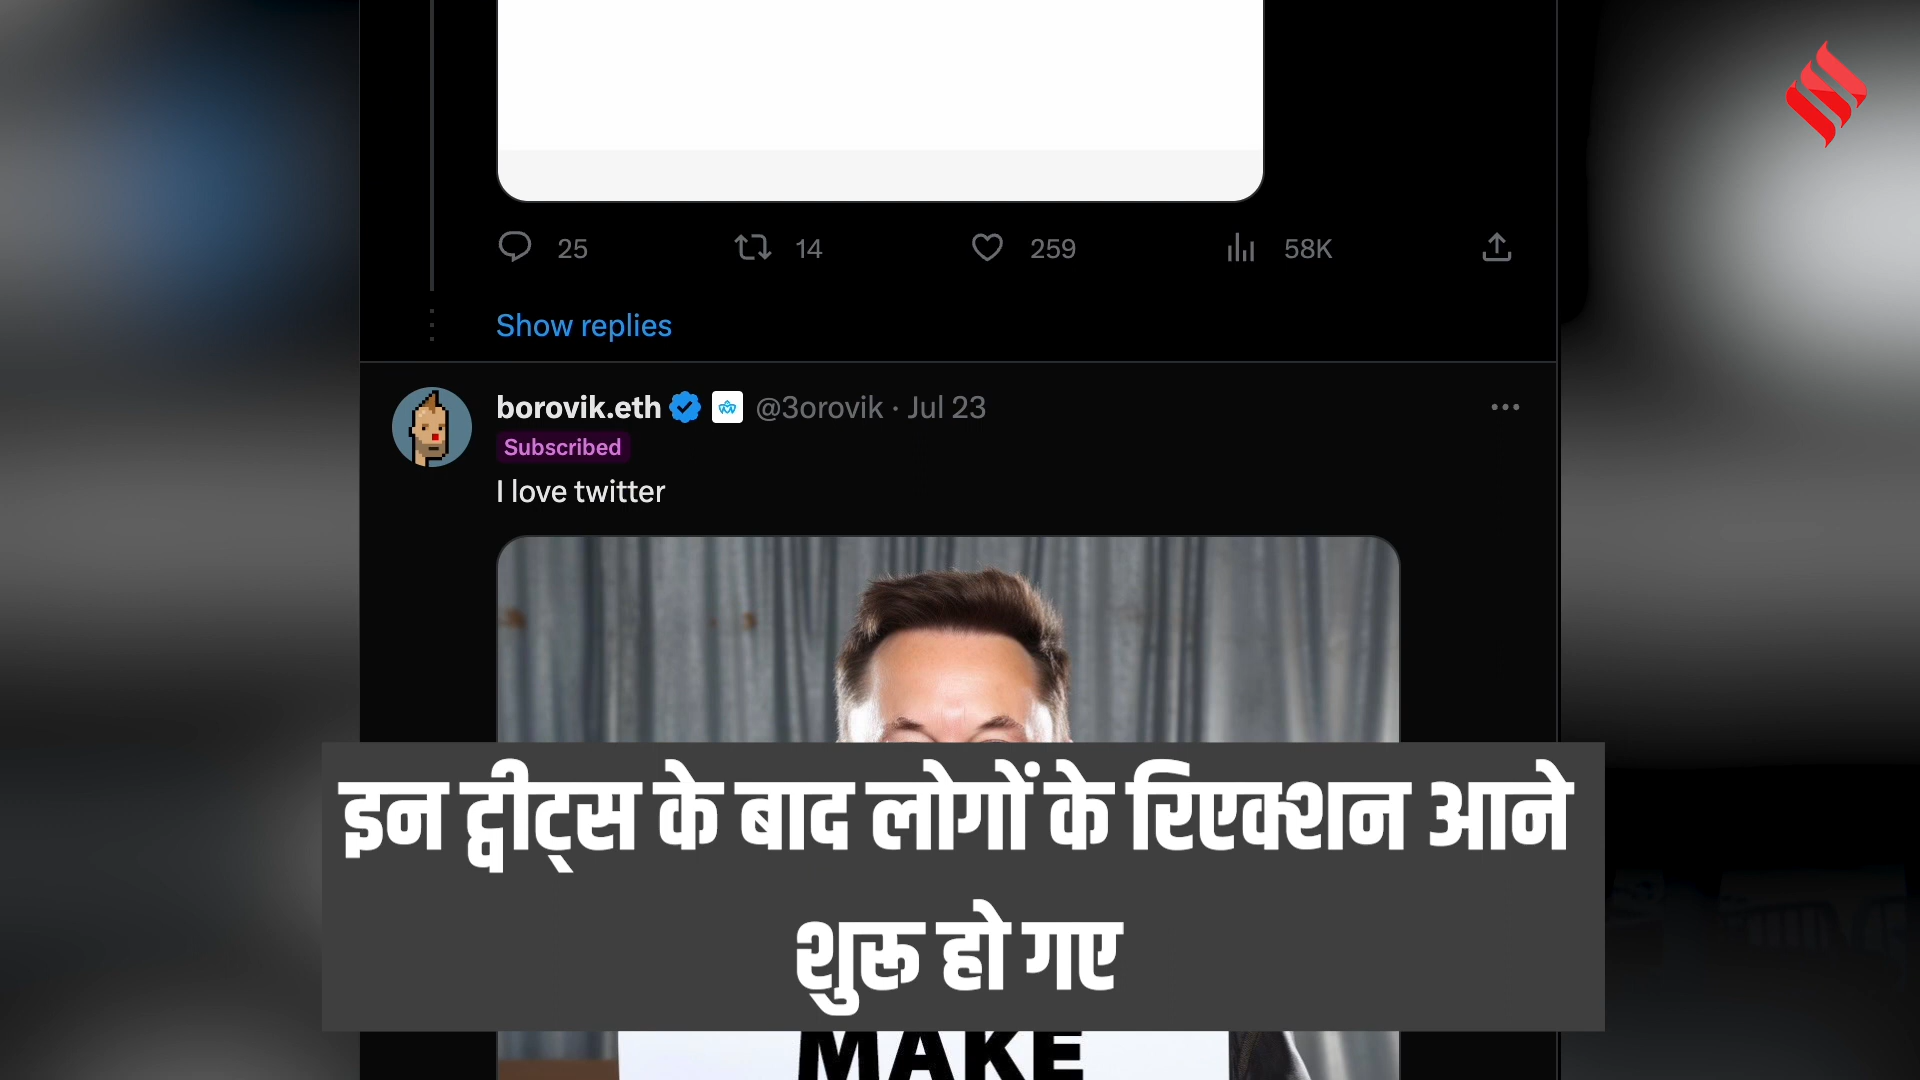 25 14 259 58K
Show replies
borovik.eth @3orovik · Jul 23
Subscribed
I love twitter
इन ट्वीट्स के बाद लोगों के रिएक्शन आने
शुरू हो गए
MAKE